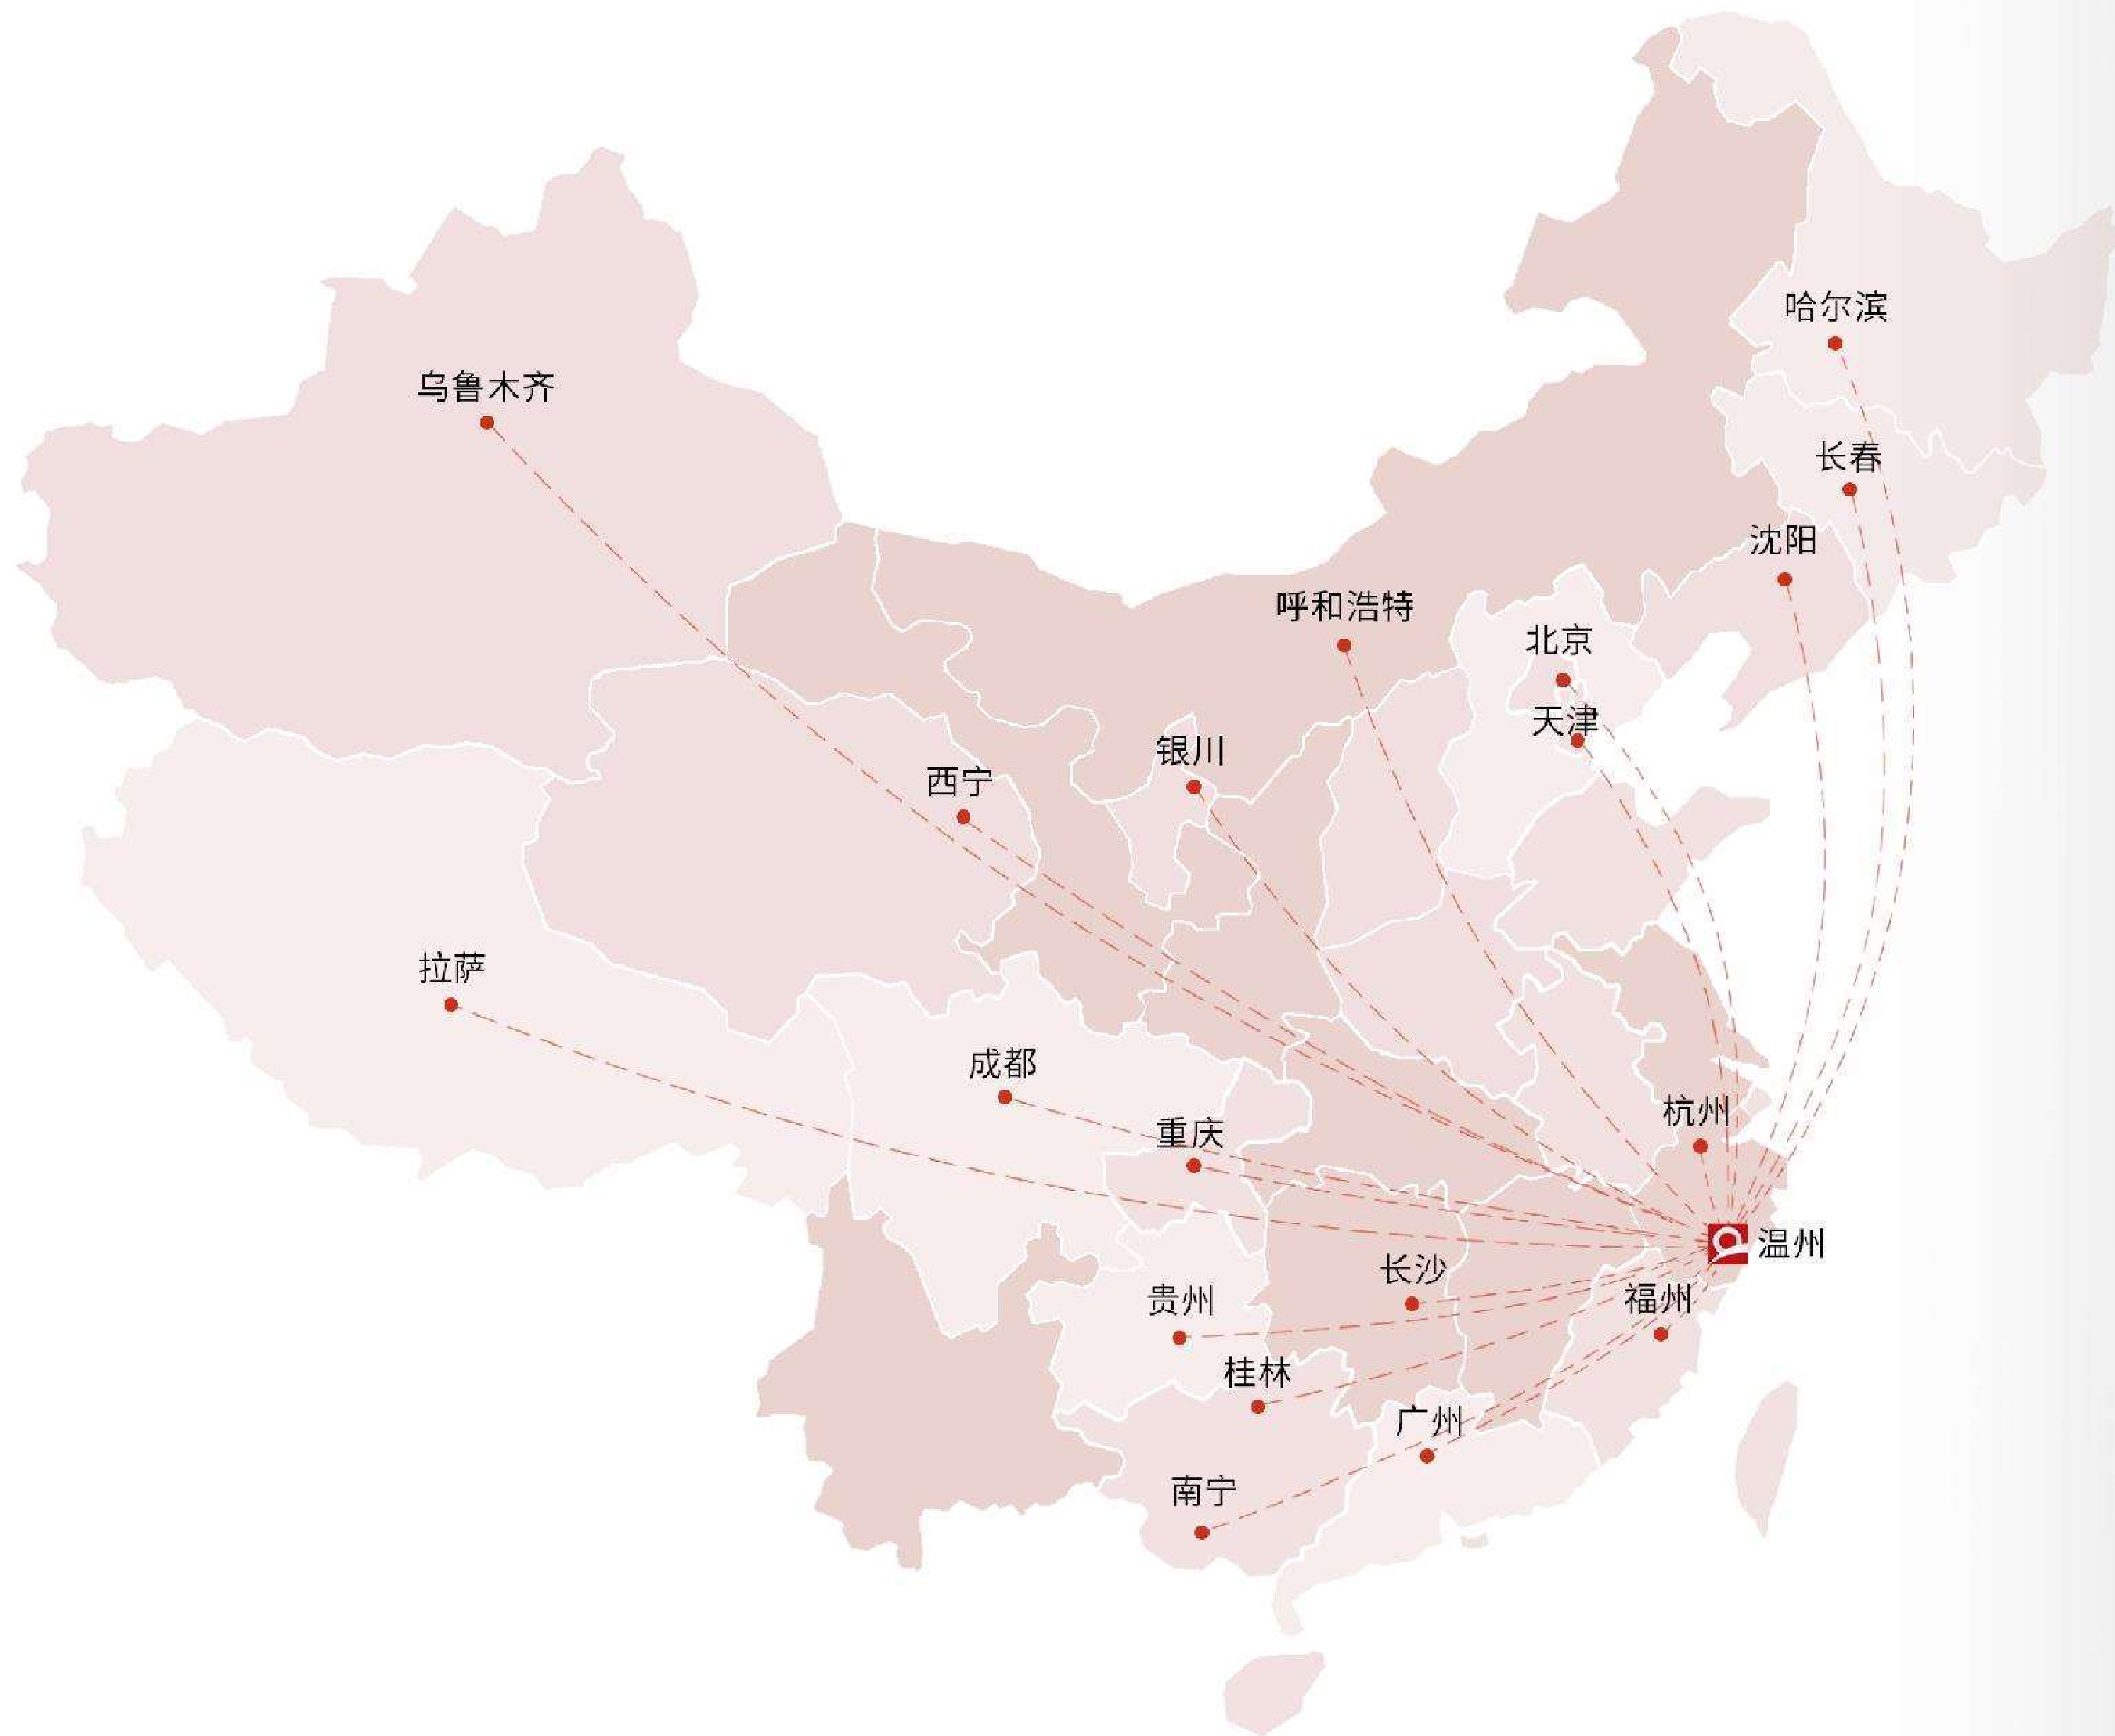 哈尔滨
乌鲁木齐
长春
沈阳
呼和浩特
北京
天津
银川
西宁
拉萨
成都
杭州
重庆
温州
长沙
福州
贵州
桂林
广州
南宁